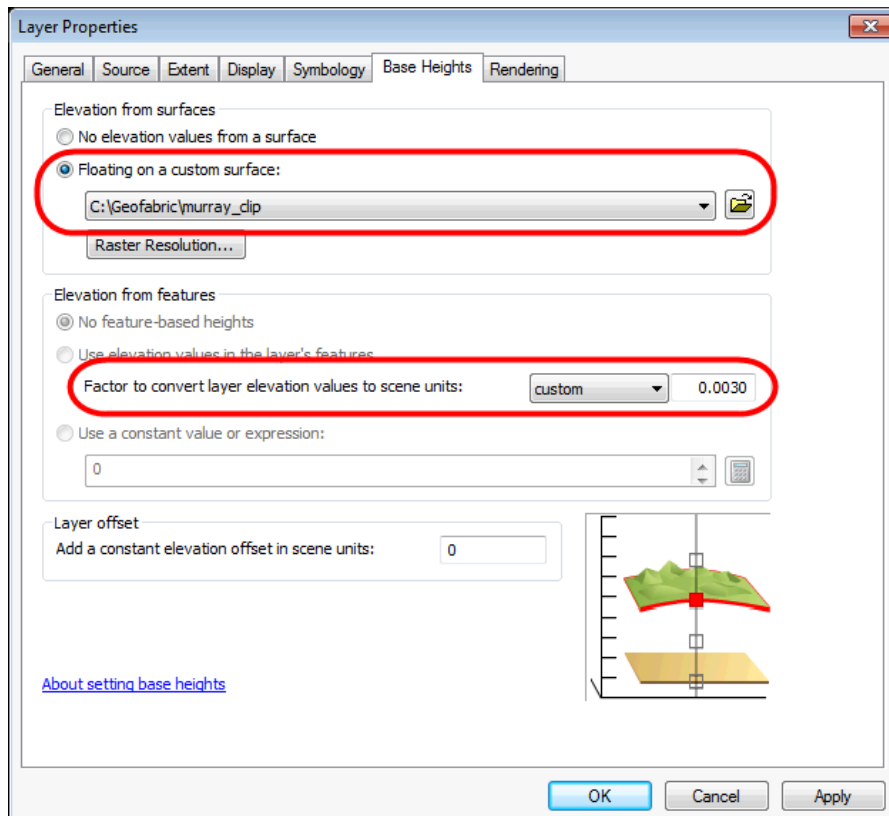 Layer Properties
General Source Extent Display Symbology Base Heights Rendering
Elevation from surfaces
No elevation values from a surface
Floating on a custom surface:
C:\Geofabric\murray_clip
Raster Resolution...
Elevation from features
No feature-based heights
Use elevation values in the layer's features
Factor to convert layer elevation values to scene units: custom 0.0030
Use a constant value or expression:
0
Layer offset
Add a constant elevation offset in scene units: 0
About setting base heights
OK Cancel Apply